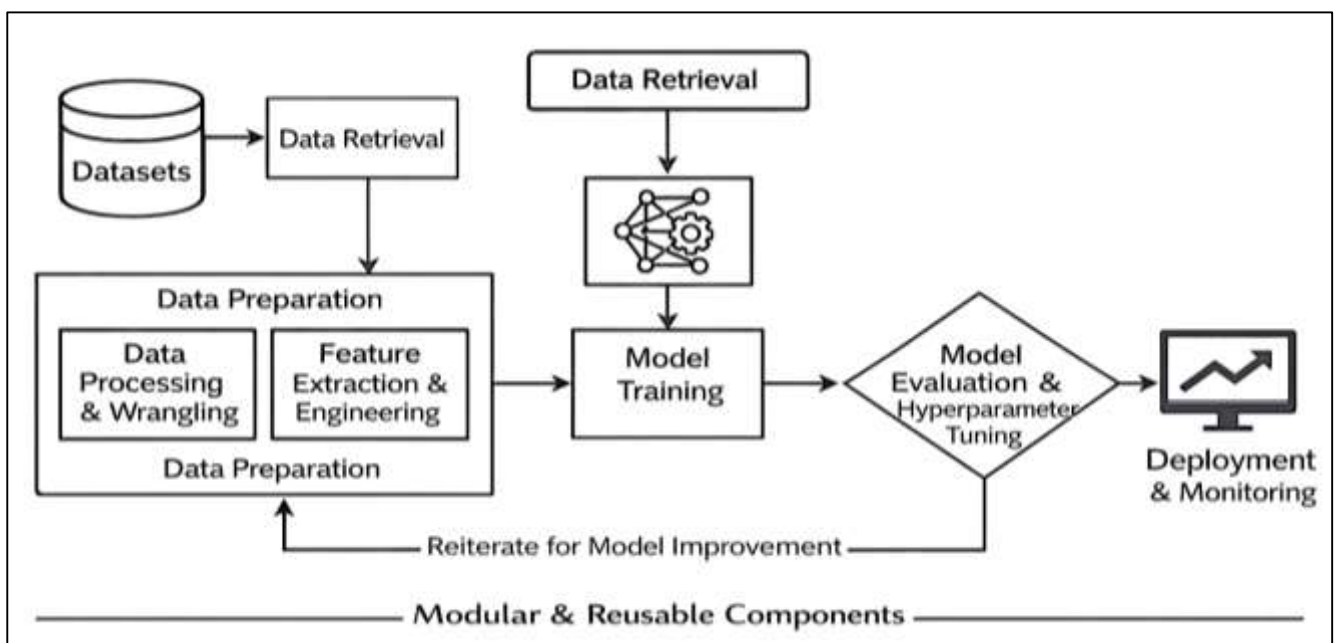 Data Retrieval
Datasets
Data Retrieval
Data Preparation
Data
Processing
& Wrangling
Feature
Extraction &
Engineering
Data Preparation
Model
Training
Model
Evaluation &
Hyperparameter
Tuning
Deployment
& Monitoring
Reiterate for Model Improvement
Modular & Reusable Components